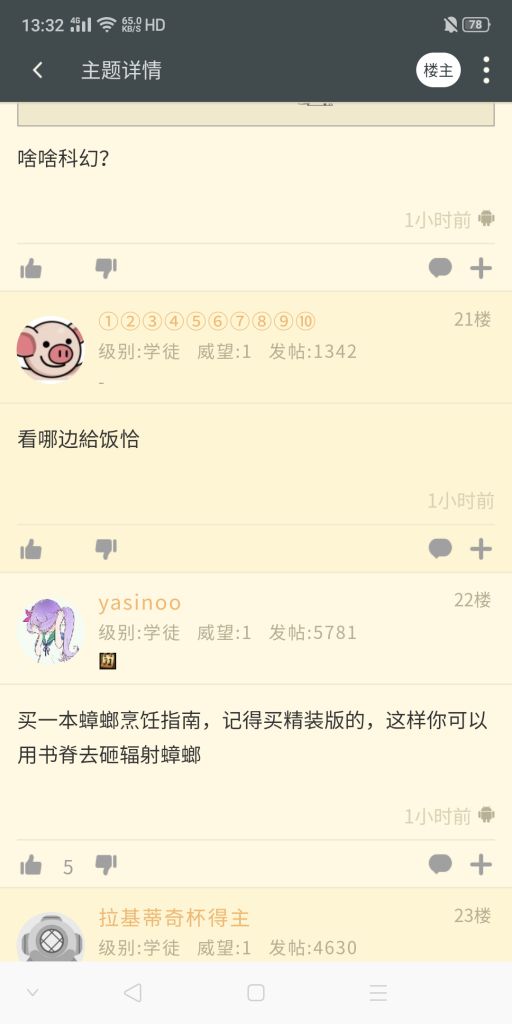 13:32 4G 65.0 KB/S HD 78
主题详情 楼主
啥啥科幻？
1小时前
①②③④⑤⑥⑦⑧⑨⑩ 21楼
级别:学徒 威望:1 发帖:1342
-
看哪边給饭恰
1小时前
yasinoo 22楼
级别:学徒 威望:1 发帖:5781
买一本蟑螂烹饪指南，记得买精装版的，这样你可以
用书脊去砸辐射蟑螂
1小时前
5
拉基蒂奇杯得主 23楼
级别:学徒 威望:1 发帖:4630